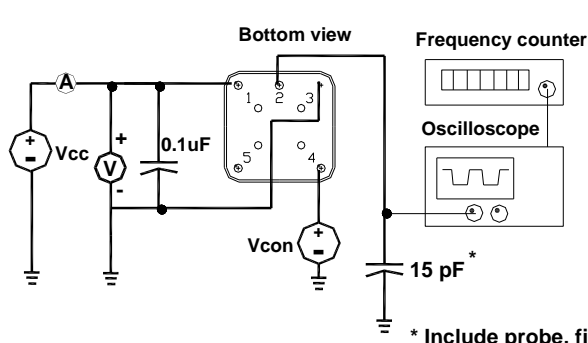 Bottom view
Frequency counter
A
1
2
3
+
Vcc
-
+
V
-
0.1uF
5
4
Oscilloscope
Vcon
+
-
15 pF*
* Include probe, fi